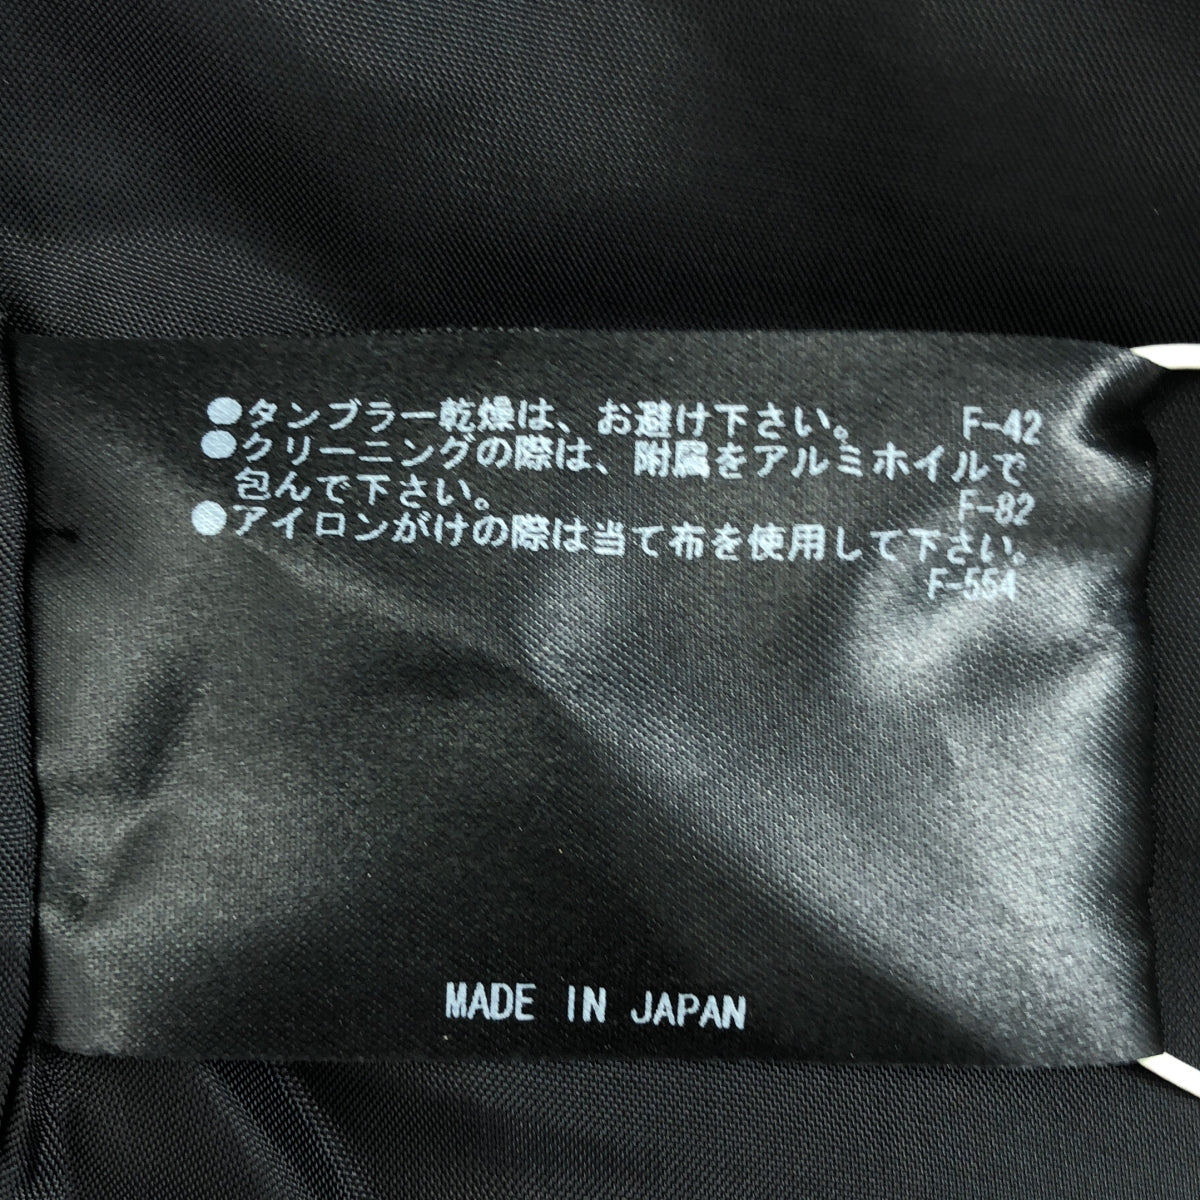 ●タンブラー乾燥は、お避け下さい。 F-42
●クリーニングの際は、附属をアルミホイルで
包んで下さい。 F-82
●アイロンがけの際は当て布を使用して下さい。
F-554
MADE IN JAPAN